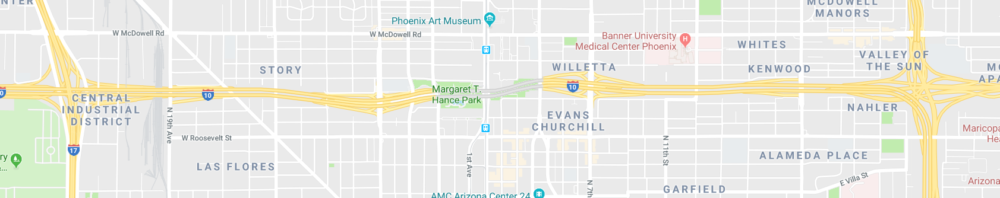 NTER
MCDOWELL
MANORS
Phoenix Art Museum
W McDowell Rd
W McDowell Rd
Banner University
Medical Center Phoenix
H
WHITES
VALLEY OF
THE SUN
STORY
WILLETTA
KENWOOD
MO
APA
10
10
0
Margaret T.
Hance Park
CENTRAL
INDUSTRIAL
DISTRICT
N 19th Ave
EVANS
CHURCHILL
NAHLER
Maricopa
Hea
W Roosevelt St
17
ry
&...
LAS FLORES
1st Ave
N 11th St
ALAMEDA PLACE
N 7th
E Villa St
Arizona
GARFIELD
AMC Arizona Center 24